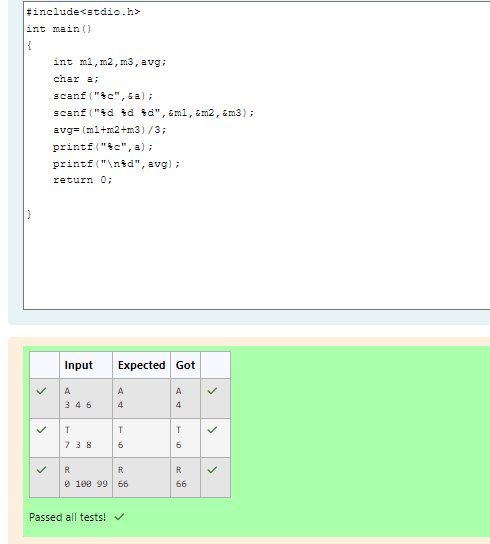 #include<stdio.h>
int main()
{
    int m1,m2,m3,avg;
    char a;
    scanf("%c",&a);
    scanf("%d %d %d",&m1,&m2,&m3);
    avg=(m1+m2+m3)/3;
    printf("%c",a);
    printf("\n%d",avg);
    return 0;
}
Input Expected Got
A A A
3 4 6 4 4
T T T
7 3 8 6 6
R R R
0 100 99 66 66
Passed all tests!